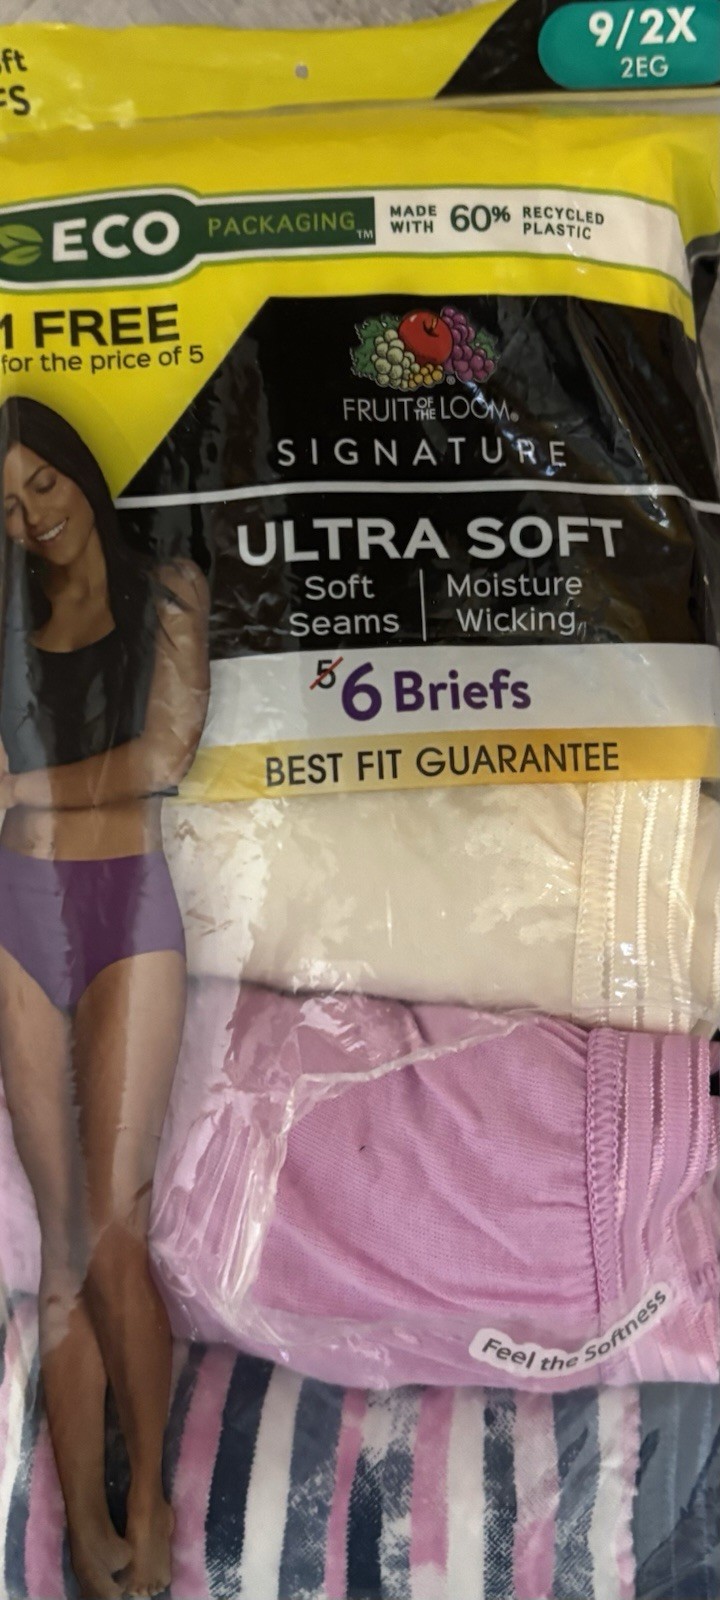 9/2X
2EG
ECO PACKAGING™ MADE WITH 60% RECYCLED PLASTIC
1 FREE
for the price of 5
FRUIT OF THE LOOM®
SIGNATURE
ULTRA SOFT
Soft Seams | Moisture Wicking
5 6 Briefs
BEST FIT GUARANTEE
Feel the Softness